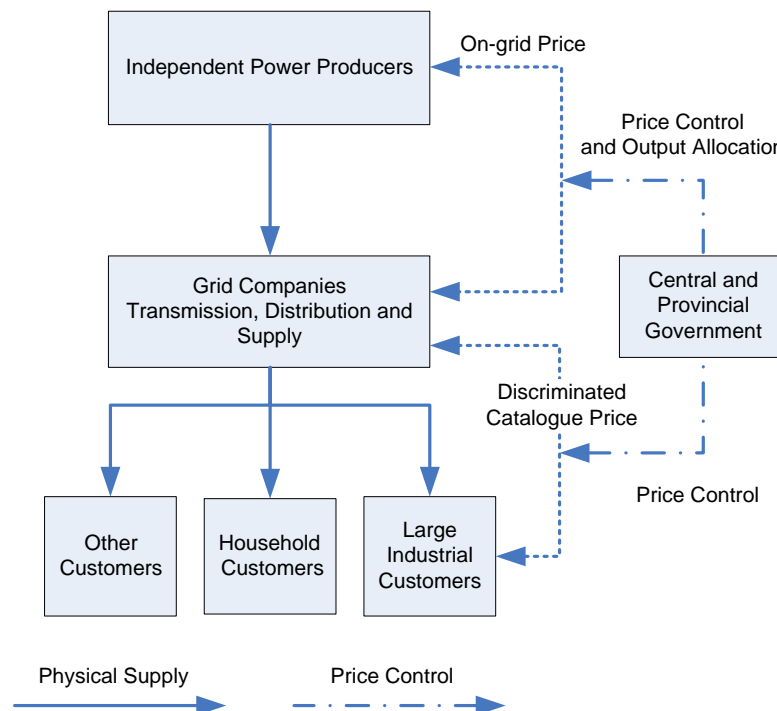 On-grid Price
Independent Power Producers
Price Control
and Output Allocation
Grid Companies
Transmission, Distribution and
Supply
Central and
Provincial
Government
Discriminated
Catalogue Price
Price Control
Other
Customers
Household
Customers
Large
Industrial
Customers
Physical Supply
Price Control